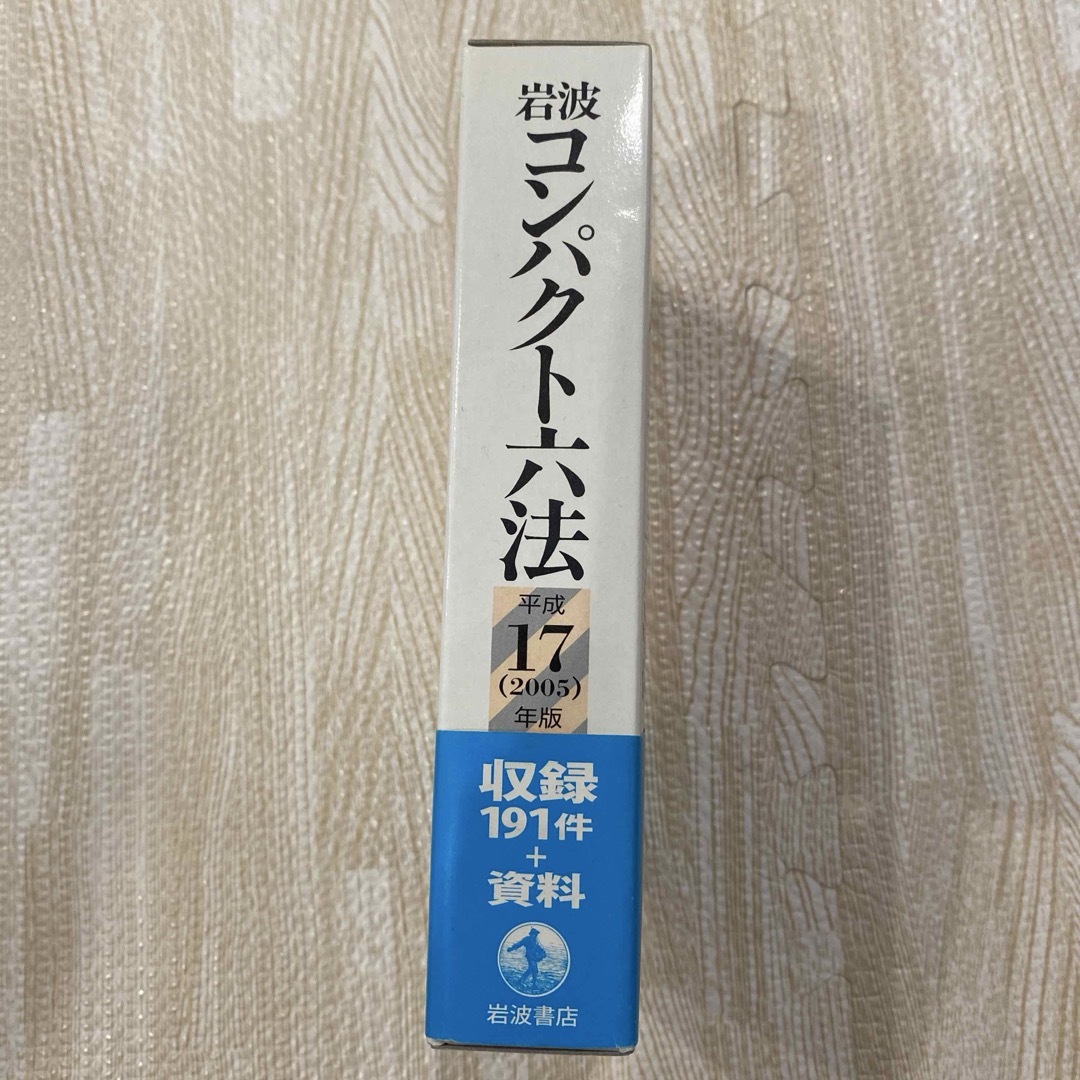 岩波
コンパクト六法
平成
17
(2005)
年版
収録
191件
+
資料
岩波書店